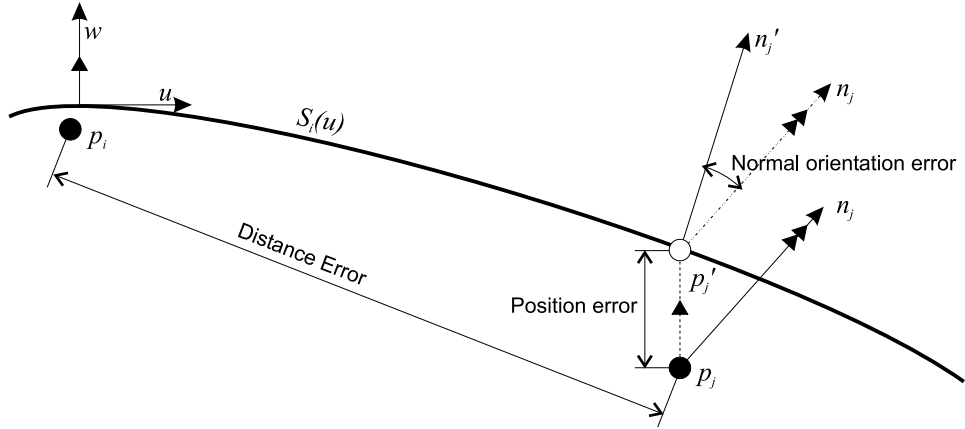 w
u
p_i
S_i(u)
n_j'
n_j
Normal orientation error
n_j
Distance Error
p_j'
Position error
p_j